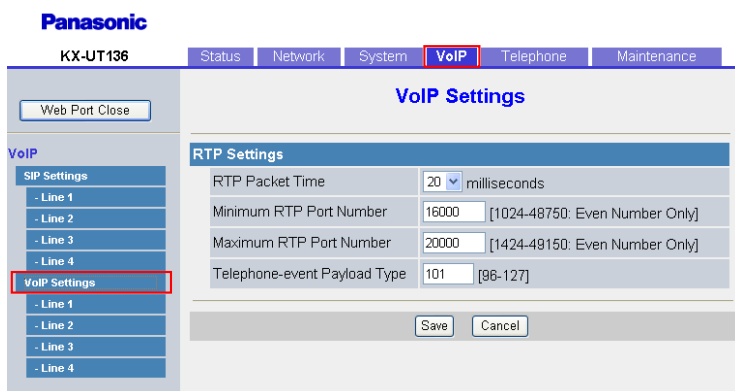 Panasonic
KX-UT136
Status Network System VoIP Telephone Maintenance
Web Port Close
VoIP
SIP Settings
- Line 1
- Line 2
- Line 3
- Line 4
VoIP Settings
- Line 1
- Line 2
- Line 3
- Line 4
VoIP Settings
RTP Settings
RTP Packet Time 20 milliseconds
Minimum RTP Port Number 16000 [1024-48750: Even Number Only]
Maximum RTP Port Number 20000 [1424-49150: Even Number Only]
Telephone-event Payload Type 101 [96-127]
Save Cancel